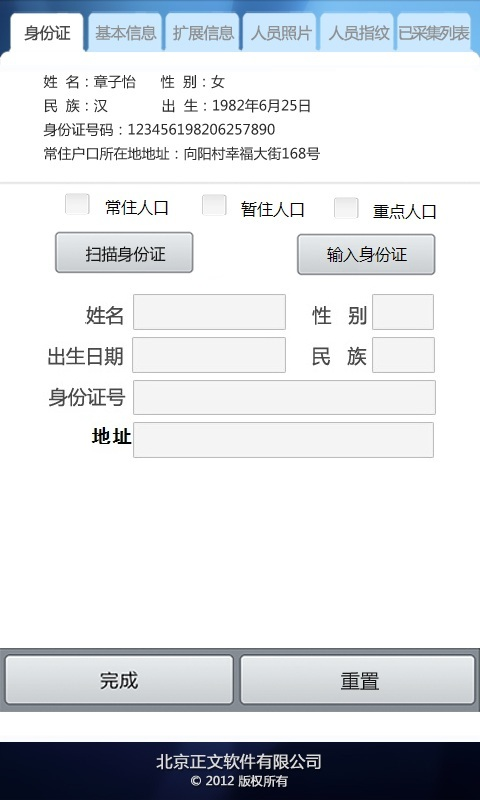 身份证 基本信息 扩展信息 人员照片 人员指纹 已采集列表
姓 名：章子怡 性 别：女
民 族：汉 出 生：1982年6月25日
身份证号码：123456198206257890
常住户口所在地地址：向阳村幸福大街168号
常住人口 暂住人口 重点人口
扫描身份证 输入身份证
姓名 性 别
出生日期 民 族
身份证号
地址
完成 重置
北京正文软件有限公司
© 2012 版权所有